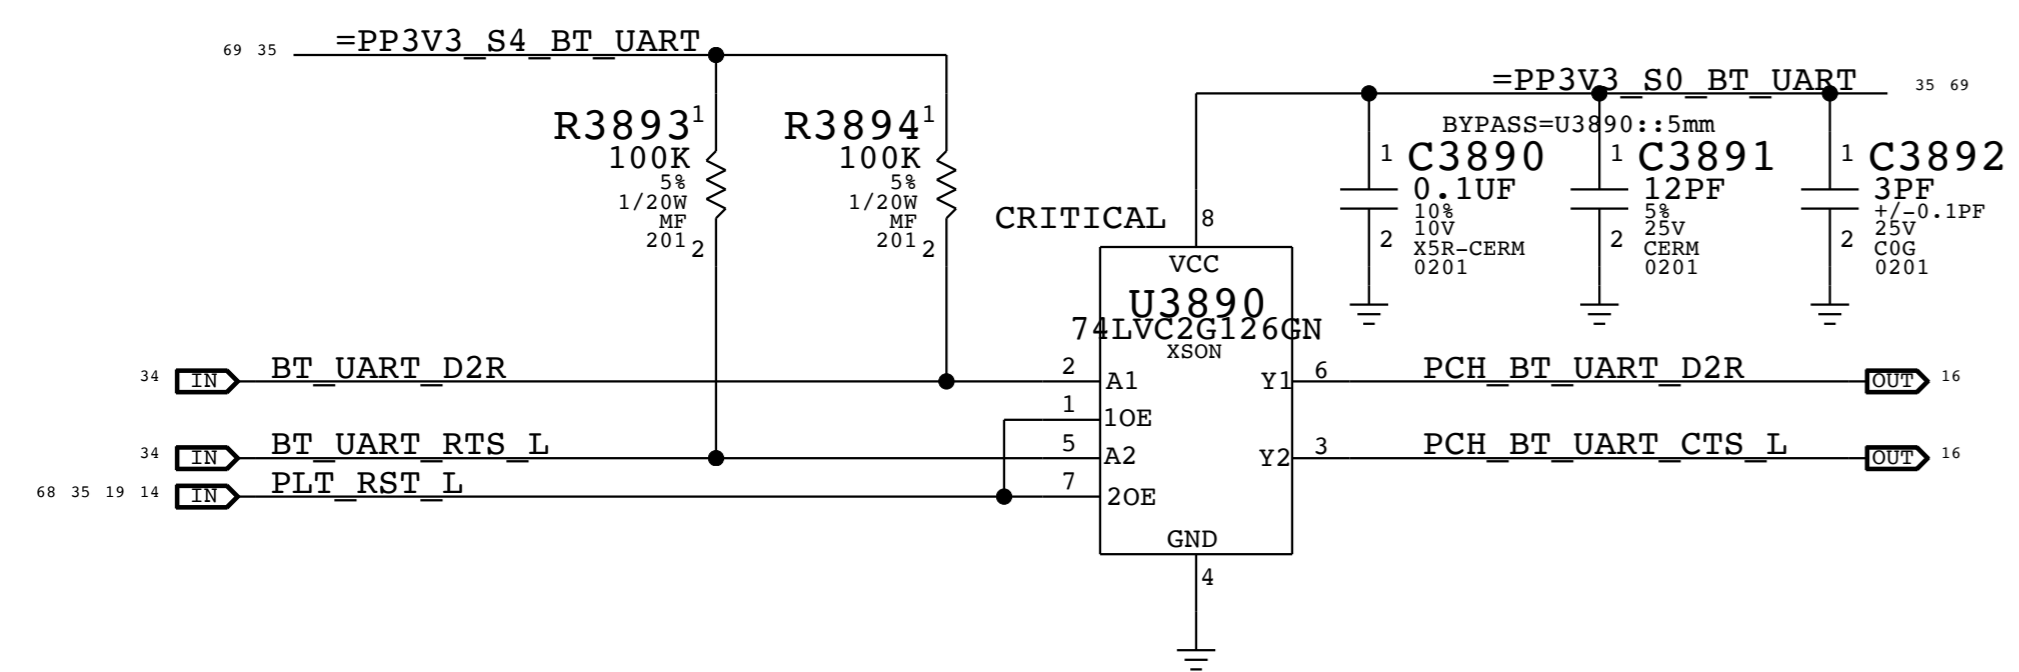 69 35 =PP3V3_S4_BT_UART
=PP3V3_S0_BT_UART 35 69
R3893 1
100K
5%
1/20W
MF
201 2
R3894 1
100K
5%
1/20W
MF
201 2
BYPASS=U3890::5mm
1 C3890
0.1UF
10%
10V
2 X5R-CERM
0201
1 C3891
12PF
5%
25V
2 CERM
0201
1 C3892
3PF
+/-0.1PF
25V
2 C0G
0201
CRITICAL
8
VCC
U3890
74LVC2G126GN
XSON
34 IN BT_UART_D2R 2 A1
Y1 6 PCH_BT_UART_D2R OUT 16
1 1OE
34 IN BT_UART_RTS_L 5 A2
Y2 3 PCH_BT_UART_CTS_L OUT 16
68 35 19 14 IN PLT_RST_L 7 2OE
GND
4